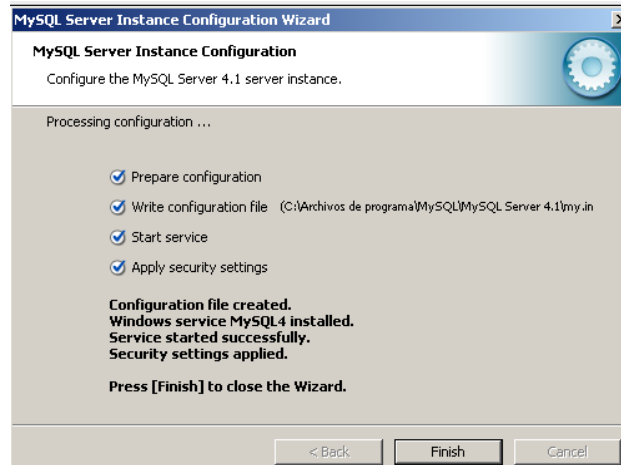 MySQL Server Instance Configuration Wizard
MySQL Server Instance Configuration
Configure the MySQL Server 4.1 server instance.
Processing configuration ...
Prepare configuration
Write configuration file (C:\Archivos de programa\MySQL\MySQL Server 4.1\my.in
Start service
Apply security settings
Configuration file created.
Windows service MySQL4 installed.
Service started successfully.
Security settings applied.
Press [Finish] to close the Wizard.
< Back Finish Cancel